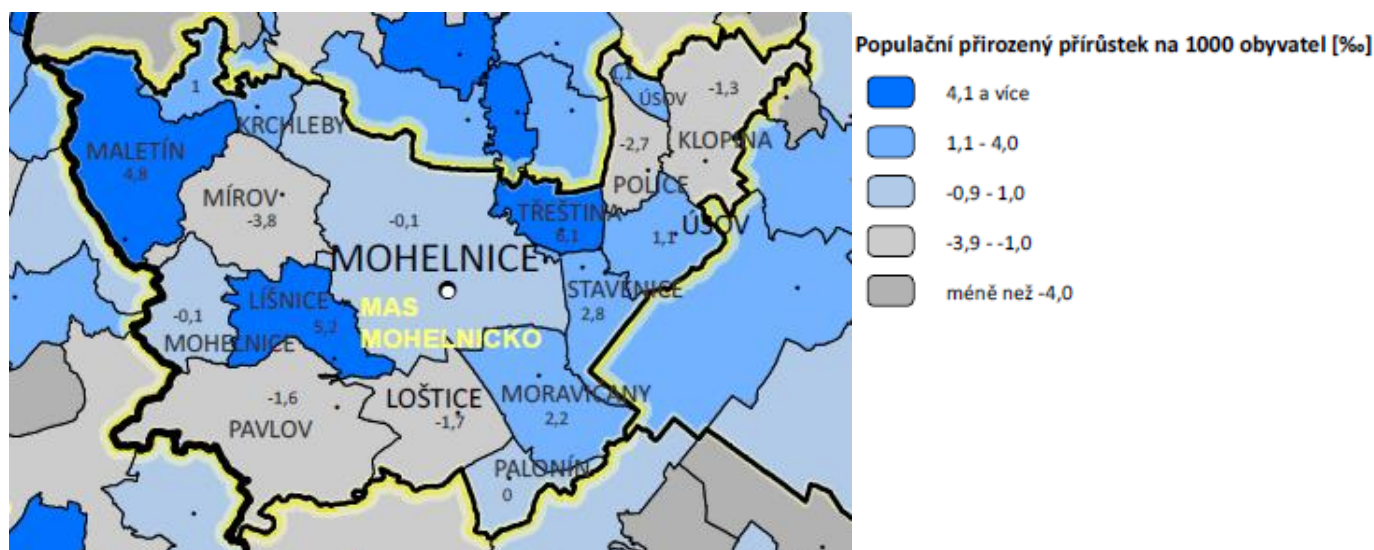 Populační přirozený přírůstek na 1000 obyvatel [‰]
4,1 a více
1,1 - 4,0
-0,9 - 1,0
-3,9 - -1,0
méně než -4,0
1
KRCHLEBY
MALETÍN
4,8
MÍROV
-3,8
-0,1
MOHELNICE
ÚSOV
-1,3
KLOPINA
-2,7
POLICE
TŘEŠTINA
6,1
1,1
ÚSOV
STAVENICE
2,8
LÍŠNICE
5,2
MAS
MOHELNICKO
-0,1
MOHELNICE
MORAVIČANY
2,2
LOŠTICE
-1,7
-1,6
PAVLOV
PALONÍN
0